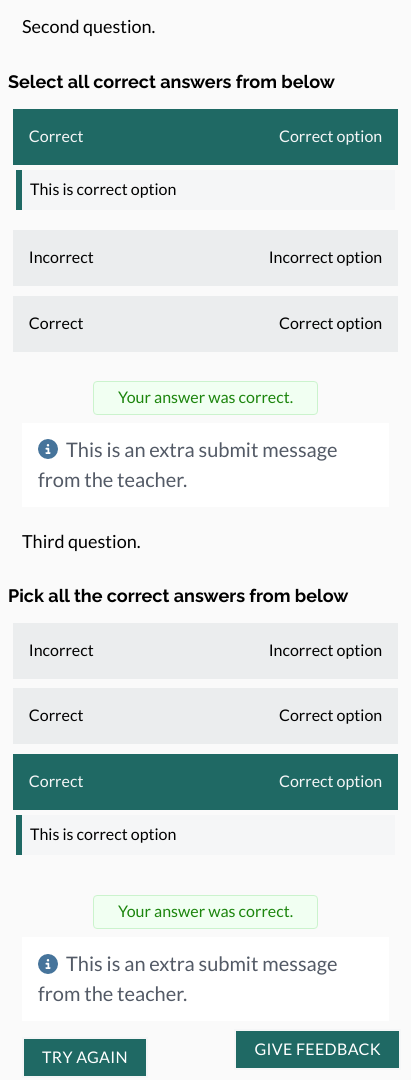 Second question.
Select all correct answers from below
Correct Correct option
This is correct option
Incorrect Incorrect option
Correct Correct option
Your answer was correct.
This is an extra submit message
from the teacher.
Third question.
Pick all the correct answers from below
Incorrect Incorrect option
Correct Correct option
Correct Correct option
This is correct option
Your answer was correct.
This is an extra submit message
from the teacher.
TRY AGAIN GIVE FEEDBACK